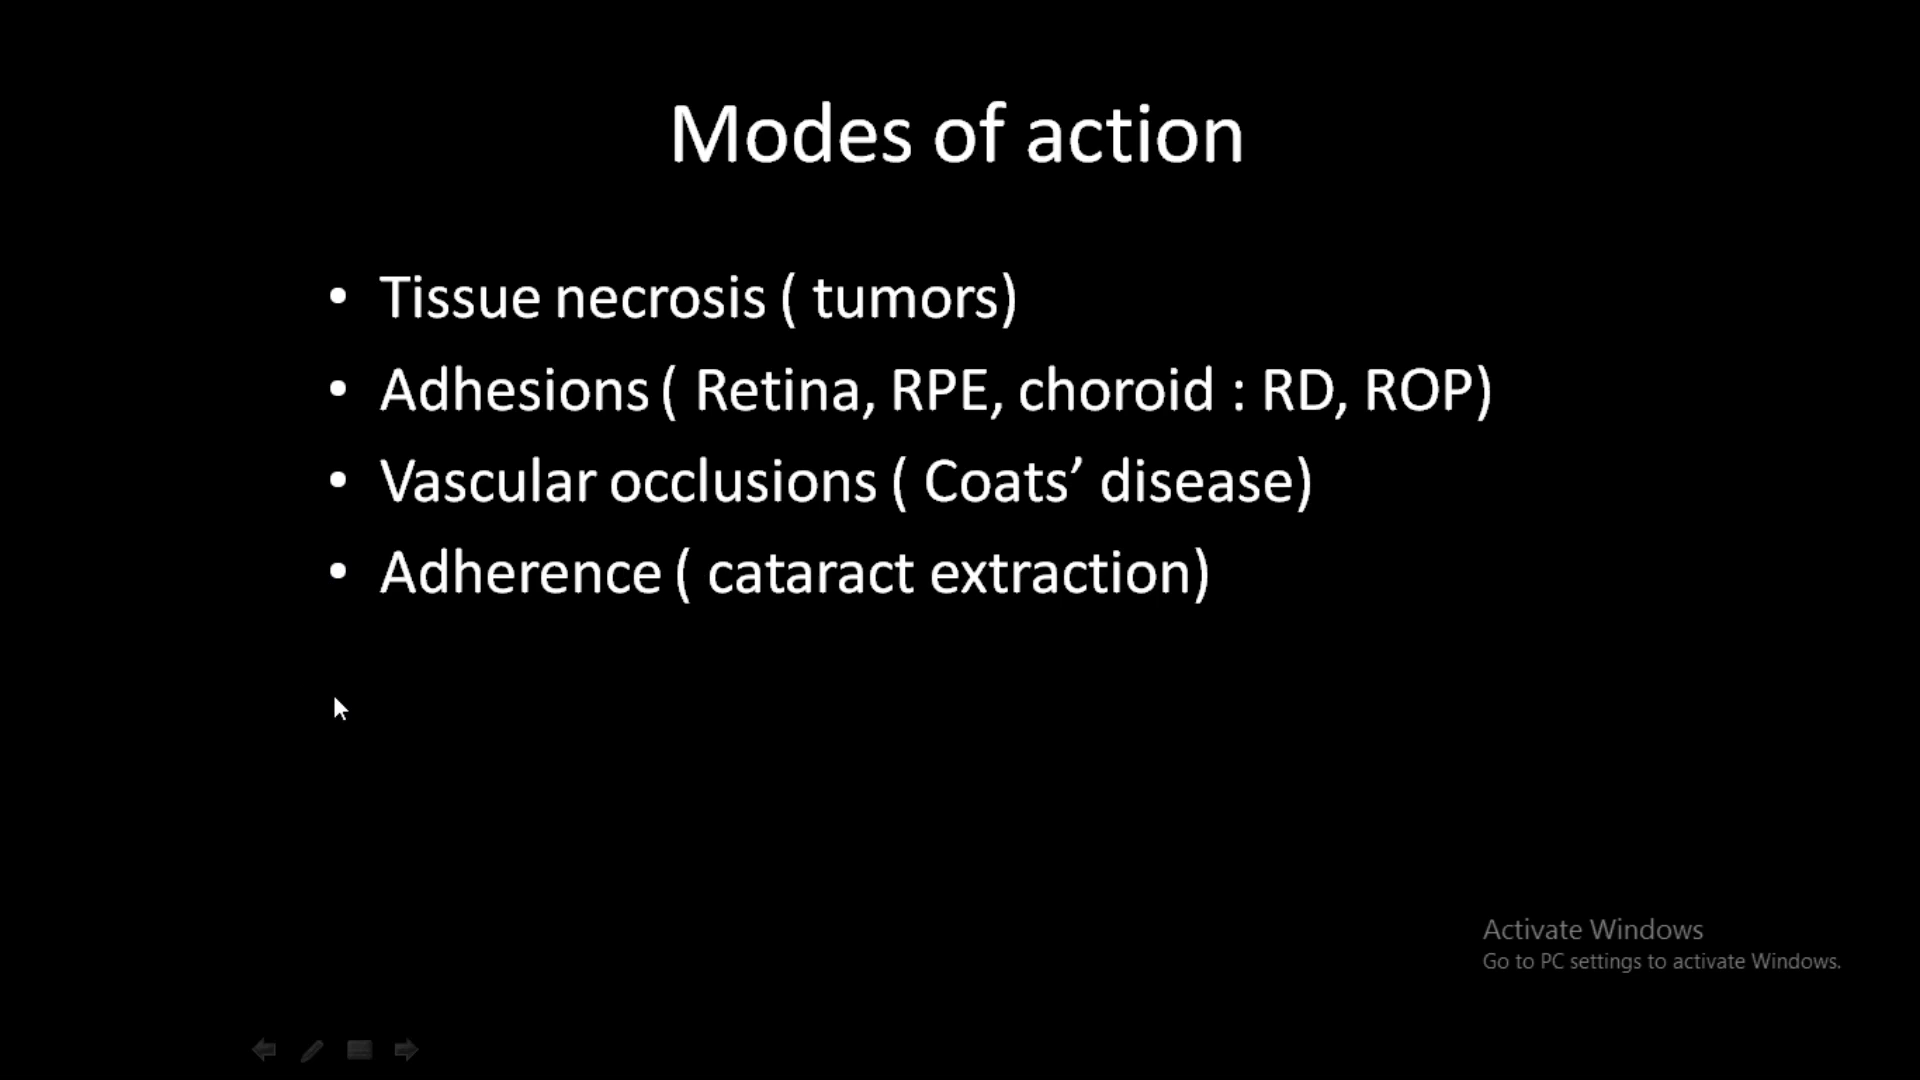 Modes of action
• Tissue necrosis ( tumors)
• Adhesions ( Retina, RPE, choroid : RD, ROP)
• Vascular occlusions ( Coats’ disease)
• Adherence ( cataract extraction)
Activate Windows
Go to PC settings to activate Windows.